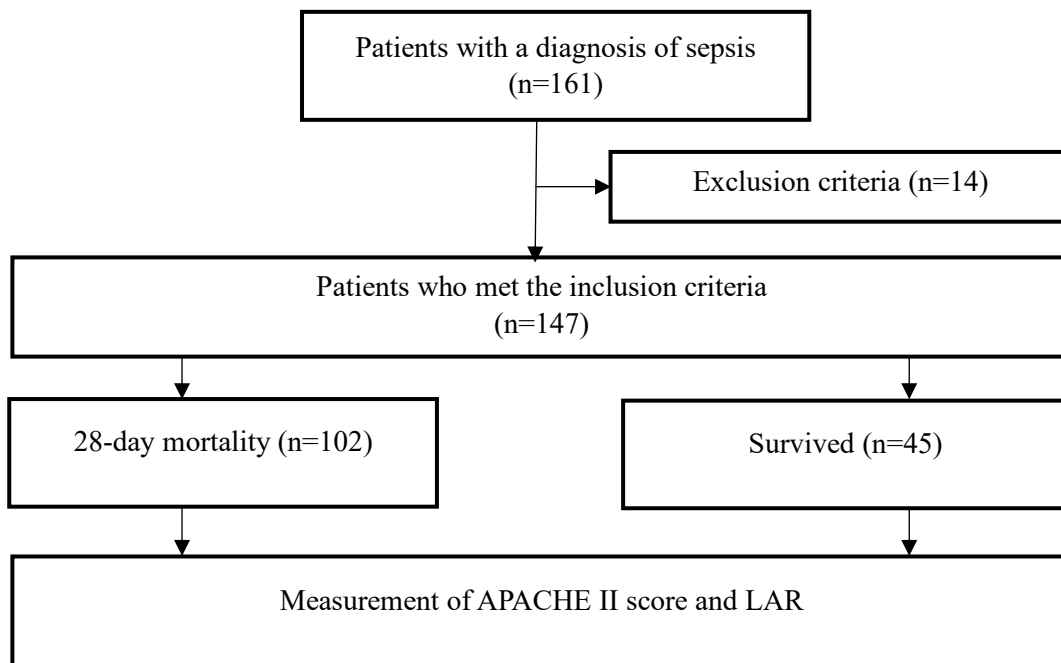 Patients with a diagnosis of sepsis
(n=161)
Exclusion criteria (n=14)
Patients who met the inclusion criteria
(n=147)
28-day mortality (n=102)
Survived (n=45)
Measurement of APACHE II score and LAR